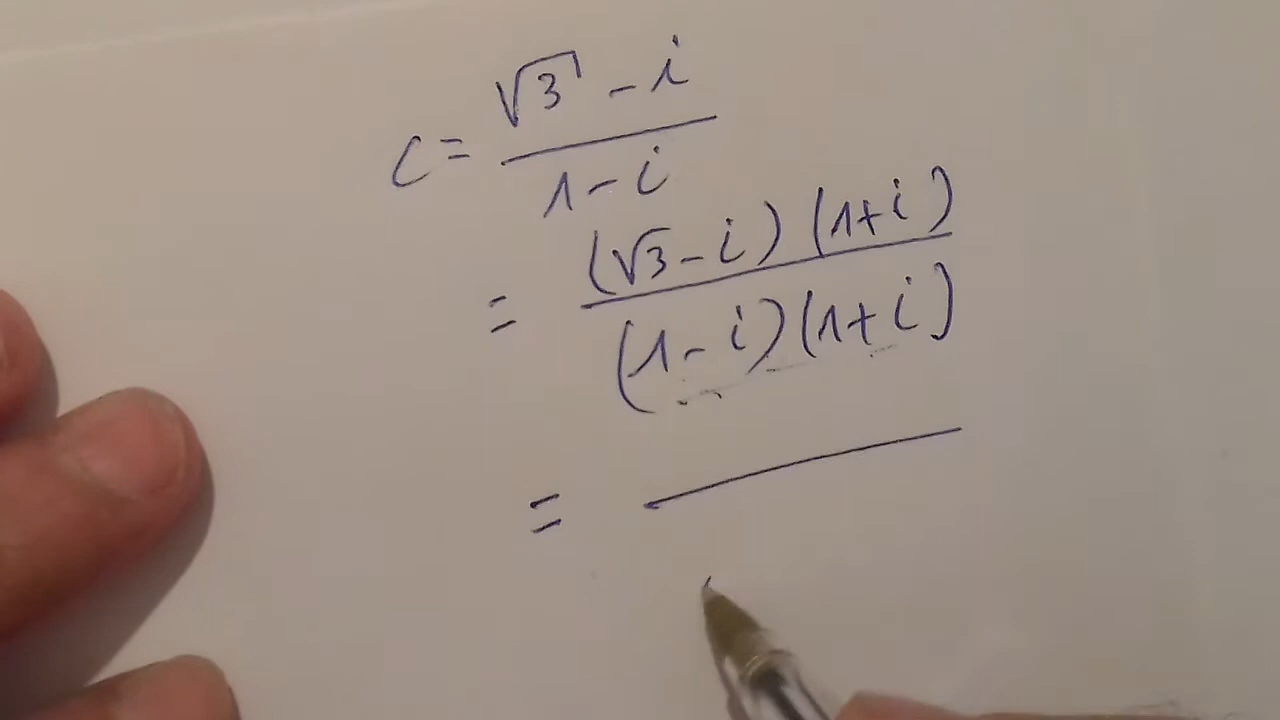 c = (√3 - i) / (1 - i)
= (√3 - i)(1 + i) / (1 - i)(1 + i)
=